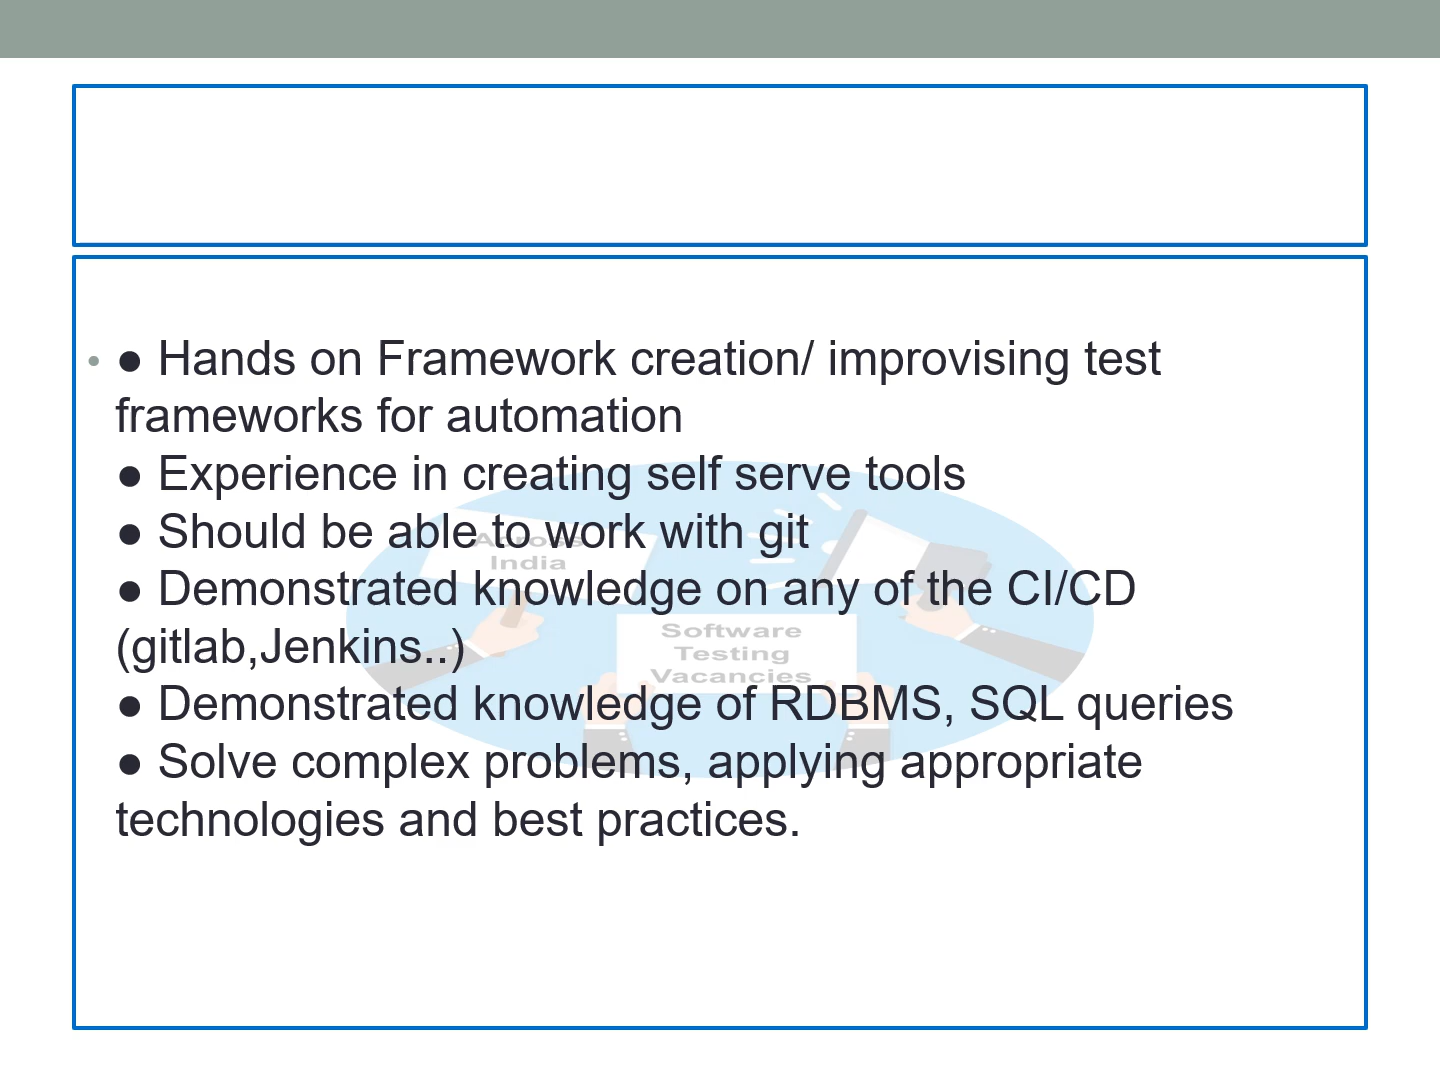 • ● Hands on Framework creation/ improvising test
frameworks for automation
● Experience in creating self serve tools
● Should be able to work with git
● Demonstrated knowledge on any of the CI/CD
(gitlab,Jenkins..)
● Demonstrated knowledge of RDBMS, SQL queries
● Solve complex problems, applying appropriate
technologies and best practices.
Across
India
Software
Testing
Vacancies